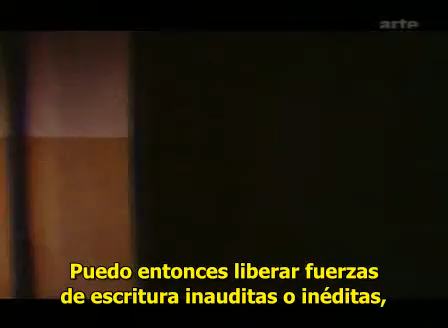 arte
Puedo entonces liberar fuerzas
de escritura inauditas o inéditas,